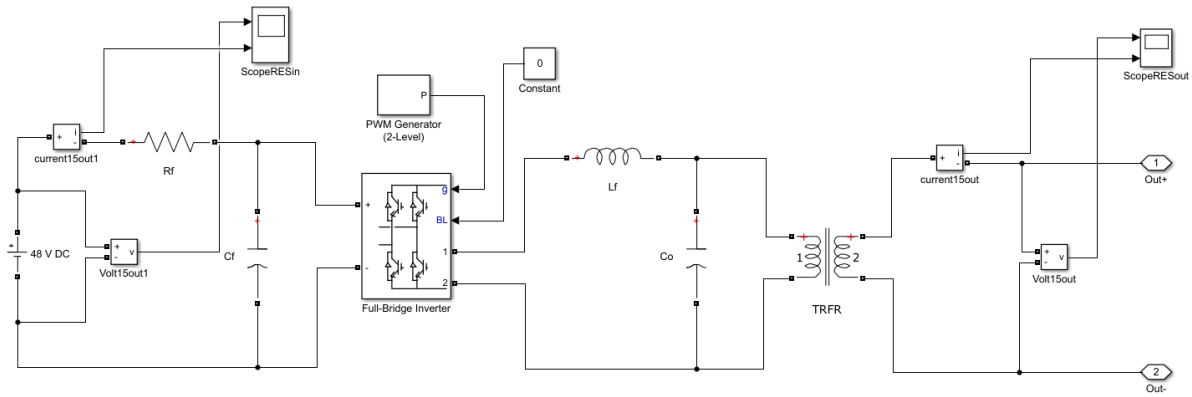 ScopeRESin
0
Constant
P
PWM Generator
(2-Level)
ScopeRESout
+
i
-
current15out1
+
Rf
Lf
+
+
i
-
current15out
1
Out+
+
48 V DC
+
-
v
Volt15out1
Cf
+
+
-
g
BL
1
2
Full-Bridge Inverter
Co
+
+
1
+
2
TRFR
+
-
v
Volt15out
2
Out-